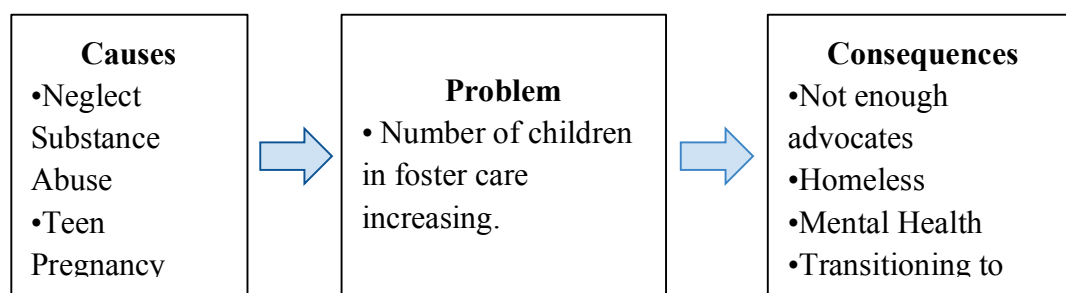 Causes
•Neglect
Substance
Abuse
•Teen
Pregnancy
Problem
• Number of children
in foster care
increasing.
Consequences
•Not enough
advocates
•Homeless
•Mental Health
•Transitioning to